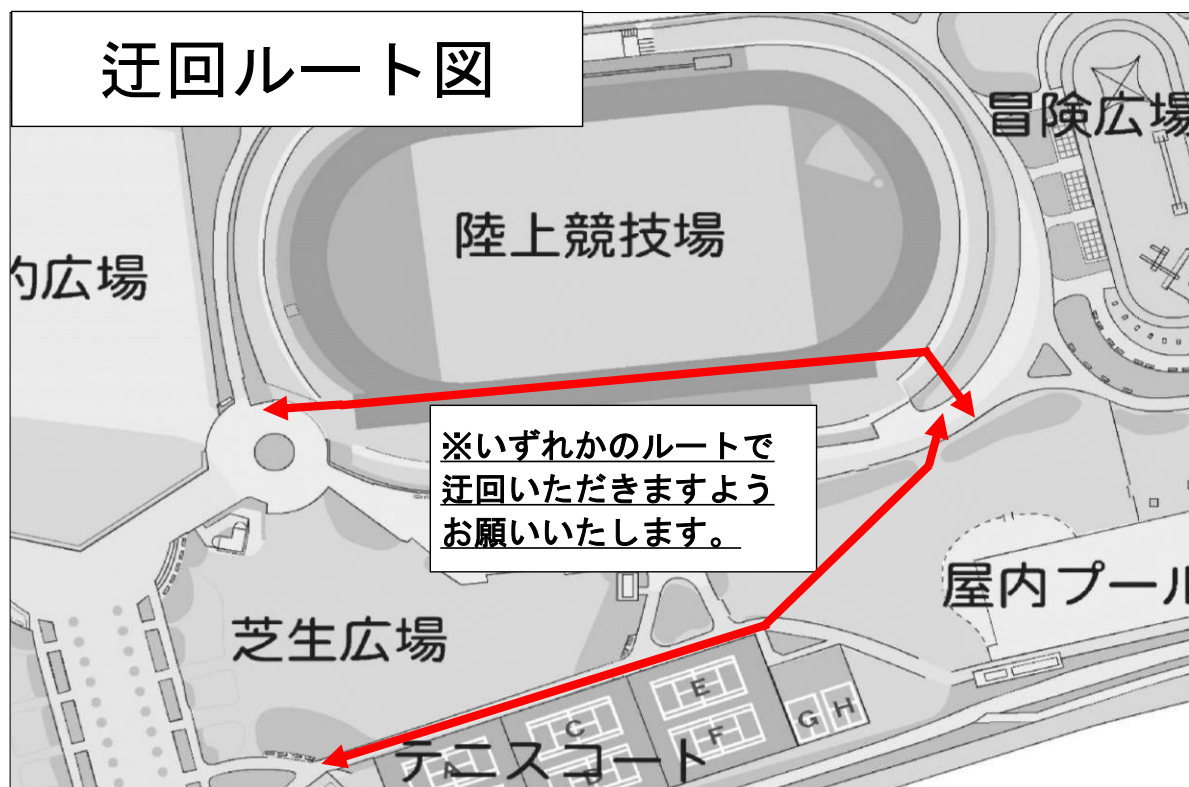 迂回ルート図
冒険広場
陸上競技場
的広場
※いずれかのルートで
迂回いただきますよう
お願いいたします。
屋内プール
芝生広場
E
C
F
G H
テニスコート
A
D